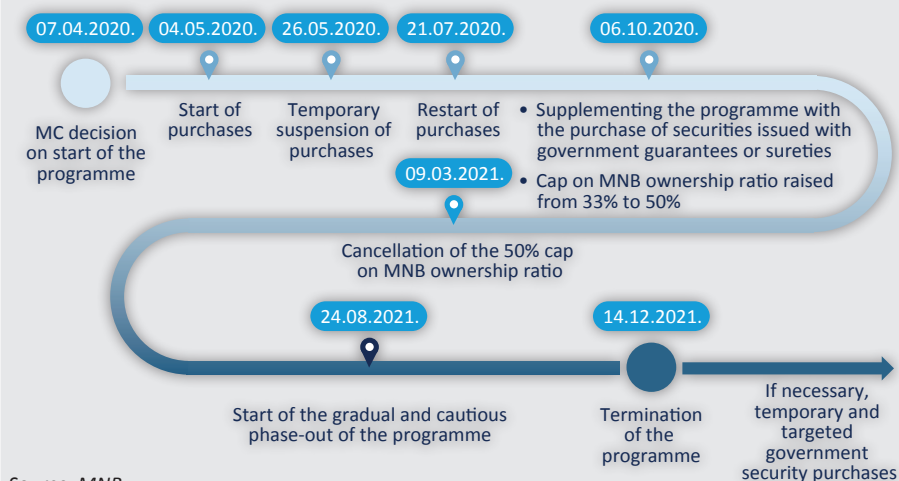 07.04.2020.
04.05.2020.
26.05.2020.
21.07.2020.
06.10.2020.
MC decision
on start of the
programme
Start of
purchases
Temporary
suspension of
purchases
Restart of
purchases
• Supplementing the programme with
the purchase of securities issued with
government guarantees or sureties
• Cap on MNB ownership ratio raised
from 33% to 50%
09.03.2021.
Cancellation of the 50% cap
on MNB ownership ratio
24.08.2021.
14.12.2021.
Start of the gradual and cautious
phase-out of the programme
Termination
of the
programme
If necessary,
temporary and
targeted
government
security purchases
Source: MNB